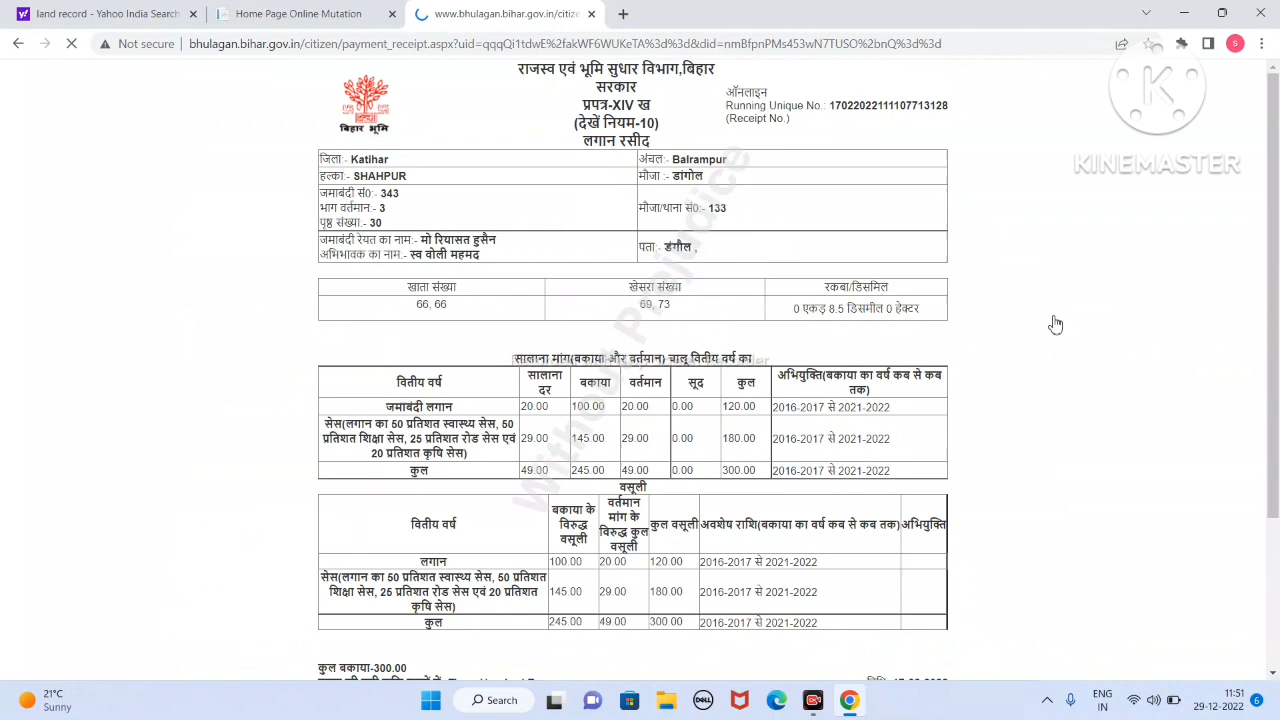 land record - Yahoo India Search
Home Page Online Mutation
www.bhulagan.bihar.gov.in/citize
Not secure
bhulagan.bihar.gov.in/citizen/payment_receipt.aspx?uid=qqqQi1tdwE%2fakWF6WUKeTA%3d%3d&did=nmBfpnPMs453wN7TUSO%2bnQ%3d%3d
S
K
KINEMASTER
बिहार भूमि
राजस्व एवं भूमि सुधार विभाग,बिहार
सरकार
प्रपत्र-XIV ख
(देखें नियम-10)
लगान रसीद
ऑनलाइन
Running Unique No.: 17022022111107713128
(Receipt No.)
जिला:- Katihar
अंचल:- Balrampur
हल्का:- SHAHPUR
मौजा :- डांगोल
जमाबंदी सं0:- 343
भाग वर्तमान:- 3
पृष्ठ संख्या:- 30
मौजा/थाना सं0:- 133
जमाबंदी रेयत का नाम:- मो रियासत हुसैन
अभिभावक का नाम:- स्व वोली महमद
पता:- डंगौल ,
खाता संख्या
खेसरा संख्या
रकबा/डिसमिल
66, 66
69, 73
0 एकड़ 8.5 डिसमील 0 हेक्टर
Without Prejudice
सालाना मांग(बकाया और वर्तमान) चालू वितीय वर्ष का
वितीय वर्ष
सालाना
दर
बकाया
वर्तमान
सूद
कुल
अभियुक्ति(बकाया का वर्ष कब से कब
तक)
जमाबंदी लगान
20.00
100.00
20.00
0.00
120.00
2016-2017 से 2021-2022
सेस(लगान का 50 प्रतिशत स्वास्थ्य सेस, 50
प्रतिशत शिक्षा सेस, 25 प्रतिशत रोड सेस एवं
20 प्रतिशत कृषि सेस)
29.00
145.00
29.00
0.00
180.00
2016-2017 से 2021-2022
कुल
49.00
245.00
49.00
0.00
300.00
2016-2017 से 2021-2022
वसूली
वितीय वर्ष
बकाया के
विरुद्ध
वसूली
वर्तमान
मांग के
विरुद्ध कुल
वसूली
कुल वसूली
अवशेष राशि(बकाया का वर्ष कब से कब तक)
अभियुक्ति
लगान
100.00
20.00
120.00
2016-2017 से 2021-2022
सेस(लगान का 50 प्रतिशत स्वास्थ्य सेस, 50 प्रतिशत
शिक्षा सेस, 25 प्रतिशत रोड सेस एवं 20 प्रतिशत
कृषि सेस)
145.00
29.00
180.00
2016-2017 से 2021-2022
कुल
245.00
49.00
300.00
2016-2017 से 2021-2022
कुल बकाया-300.00
21°C
Sunny
Search
DELL
ENG
IN
11:51
29-12-2022
6